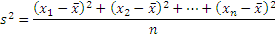 s² = ((x₁ − x̄)² + (x₂ − x̄)² + ⋯ + (xₙ − x̄)²) / n